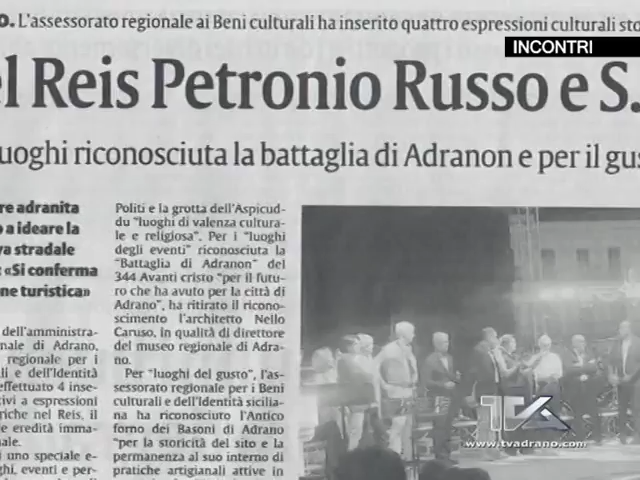 O. L'assessorato regionale ai Beni culturali ha inserito quattro espressioni culturali sto
INCONTRI
el Reis Petronio Russo e S.
uoghi riconosciuta la battaglia di Adranon e per il gus
re adranita
o a ideare la
va stradale
: «Si conferma
ne turistica»
dell'amministra-
nale di Adrano,
regionale per i
li e dell'Identità
effettuato 4 inse-
tivi a espressioni
riche nel Reis, il
e eredità imma-
ale.
i uno speciale e-
ghi, eventi e per-
Politi e la grotta dell'Aspicud-
du "luoghi di valenza cultura-
le e religiosa". Per i "luoghi
degli eventi" riconosciuta la
"Battaglia di Adranon" del
344 Avanti cristo "per il futu-
ro che ha avuto per la città di
Adrano", ha ritirato il ricono-
scimento l'architetto Nello
Caruso, in qualità di direttore
del museo regionale di Adra-
no.
Per "luoghi del gusto", l'as-
sessorato regionale per i Beni
culturali e dell'Identità sicilia-
na ha riconosciuto l'Antico
forno dei Basoni di Adrano
"per la storicità del sito e la
permanenza al suo interno di
pratiche artigianali attive in
TVA
www.tvadrano.com